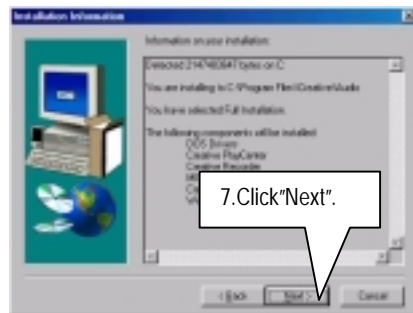 Installation Information
Information on your installation:
Detected 2147483647 bytes on C:
You are installing to C:\Program Files\Creative\Audio
You have selected Full Installation.
The following components will be installed:
DOS Drivers
Creative PlayCenter
Creative Recorder
7.Click"Next".
< Back
Next >
Cancel